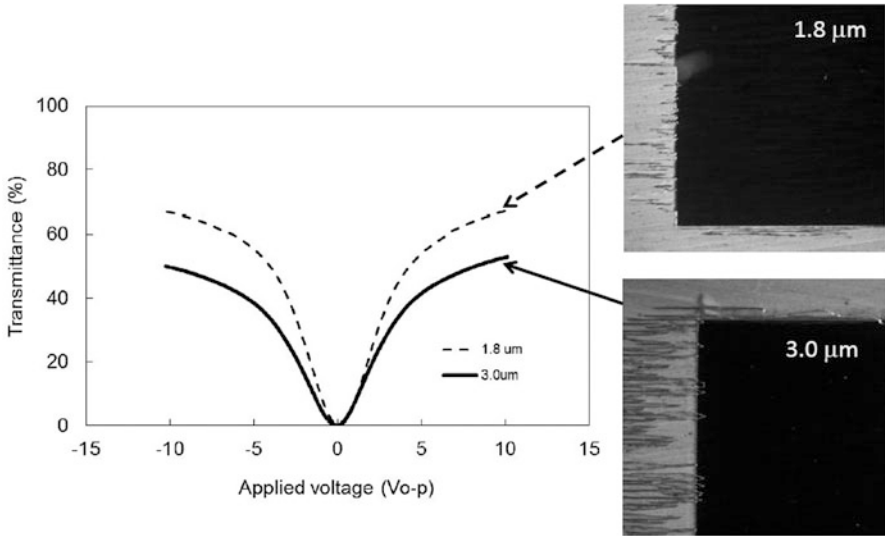 1.8 μm
100
80
60
40
20
0
Transmittance (%)
1.8 um
3.0um
-15 -10 -5 0 5 10 15
Applied voltage (Vo-p)
3.0 μm